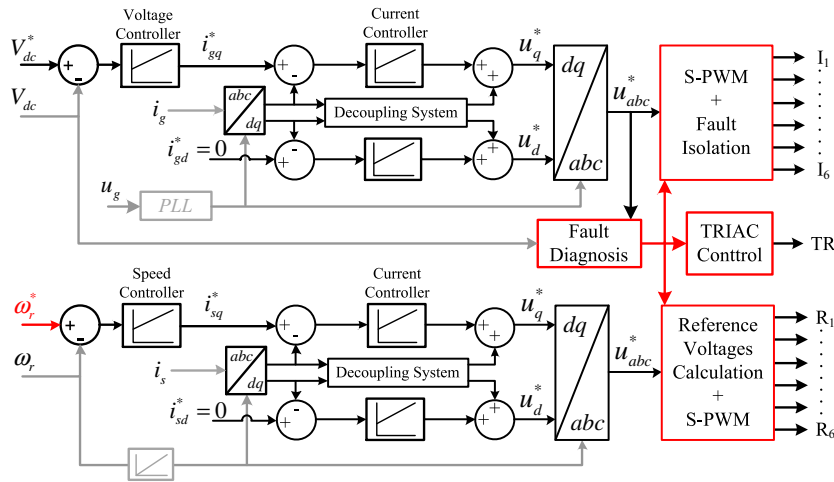 Voltage
Controller
Current
Controller
V*dc
i*gq
u*q
dq
S-PWM
+
Fault
Isolation
I1
I6
Vdc
ig
abc
dq
Decoupling System
u*abc
i*gd = 0
u*d
abc
ug
PLL
Fault
Diagnosis
TRIAC
Conttrol
TR
Speed
Controller
Current
Controller
ω*r
i*sq
u*q
dq
Reference
Voltages
Calculation
+
S-PWM
R1
R6
ωr
is
abc
dq
Decoupling System
u*abc
i*sd = 0
u*d
abc